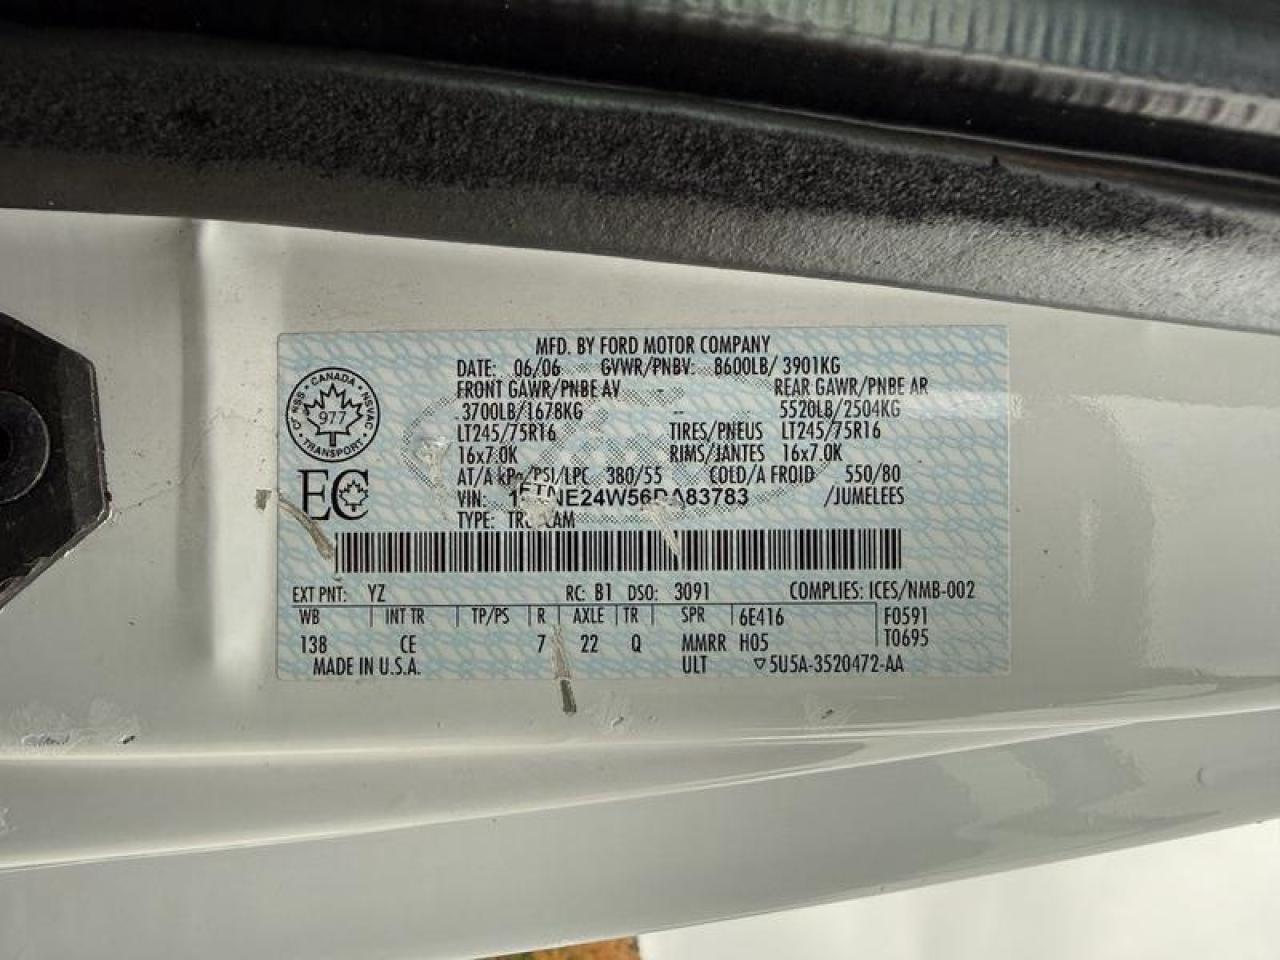 MFD. BY FORD MOTOR COMPANY
DATE: 06/06 GVWR/PNBV: 8600LB/ 3901KG
FRONT GAWR/PNBE AV REAR GAWR/PNBE AR
3700LB/1678KG 5520LB/2504KG
LT245/75R16 TIRES/PNEUS LT245/75R16
16x7.0K RIMS/JANTES 16x7.0K
AT/A kPa/PSI/LPC 380/55 COLD/A FROID 550/80
VIN: /JUMELEES
TYPE:
CANADA
NSVAC
977
TRANSPORT
EC
EXT PNT: YZ RC: B1 DSO: 3091 COMPLIES: ICES/NMB-002
WB INT TR TP/PS R AXLE TR SPR 6E416 F0591
138 CE 7 22 Q MMRR H05 T0695
MADE IN U.S.A. ULT ▽5U5A-3520472-AA